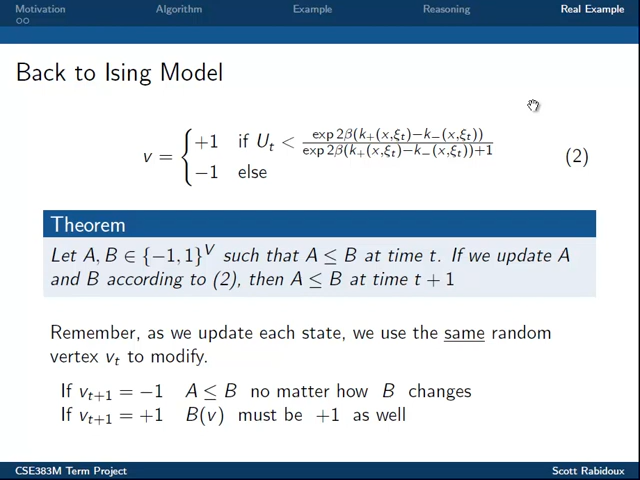 Motivation Algorithm Example Reasoning Real Example
Back to Ising Model
v = { +1 if U_t < exp 2β(k_+(x,ξ_t)−k_−(x,ξ_t)) / exp 2β(k_+(x,ξ_t)−k_−(x,ξ_t))+1
−1 else
(2)
Theorem
Let A, B ∈ {−1, 1}^V such that A ≤ B at time t. If we update A
and B according to (2), then A ≤ B at time t + 1
Remember, as we update each state, we use the same random
vertex v_t to modify.
If v_{t+1} = −1 A ≤ B no matter how B changes
If v_{t+1} = +1 B(v) must be +1 as well
CSE383M Term Project Scott Rabidoux